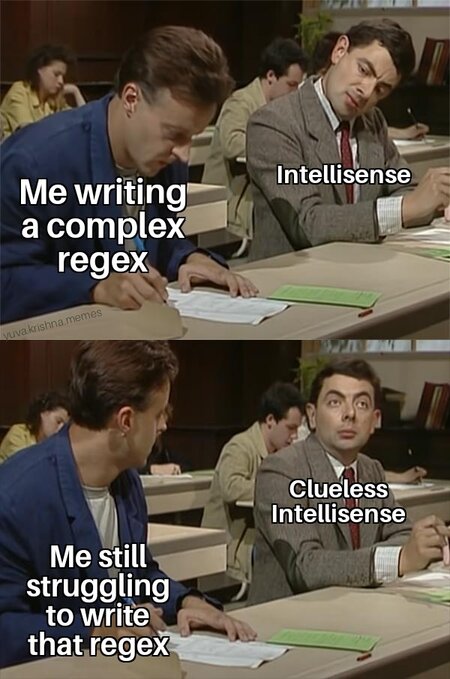 Me writing
a complex
regex
Intellisense
yuva.krishna.memes
Me still
struggling
to write
that regex
Clueless
Intellisense